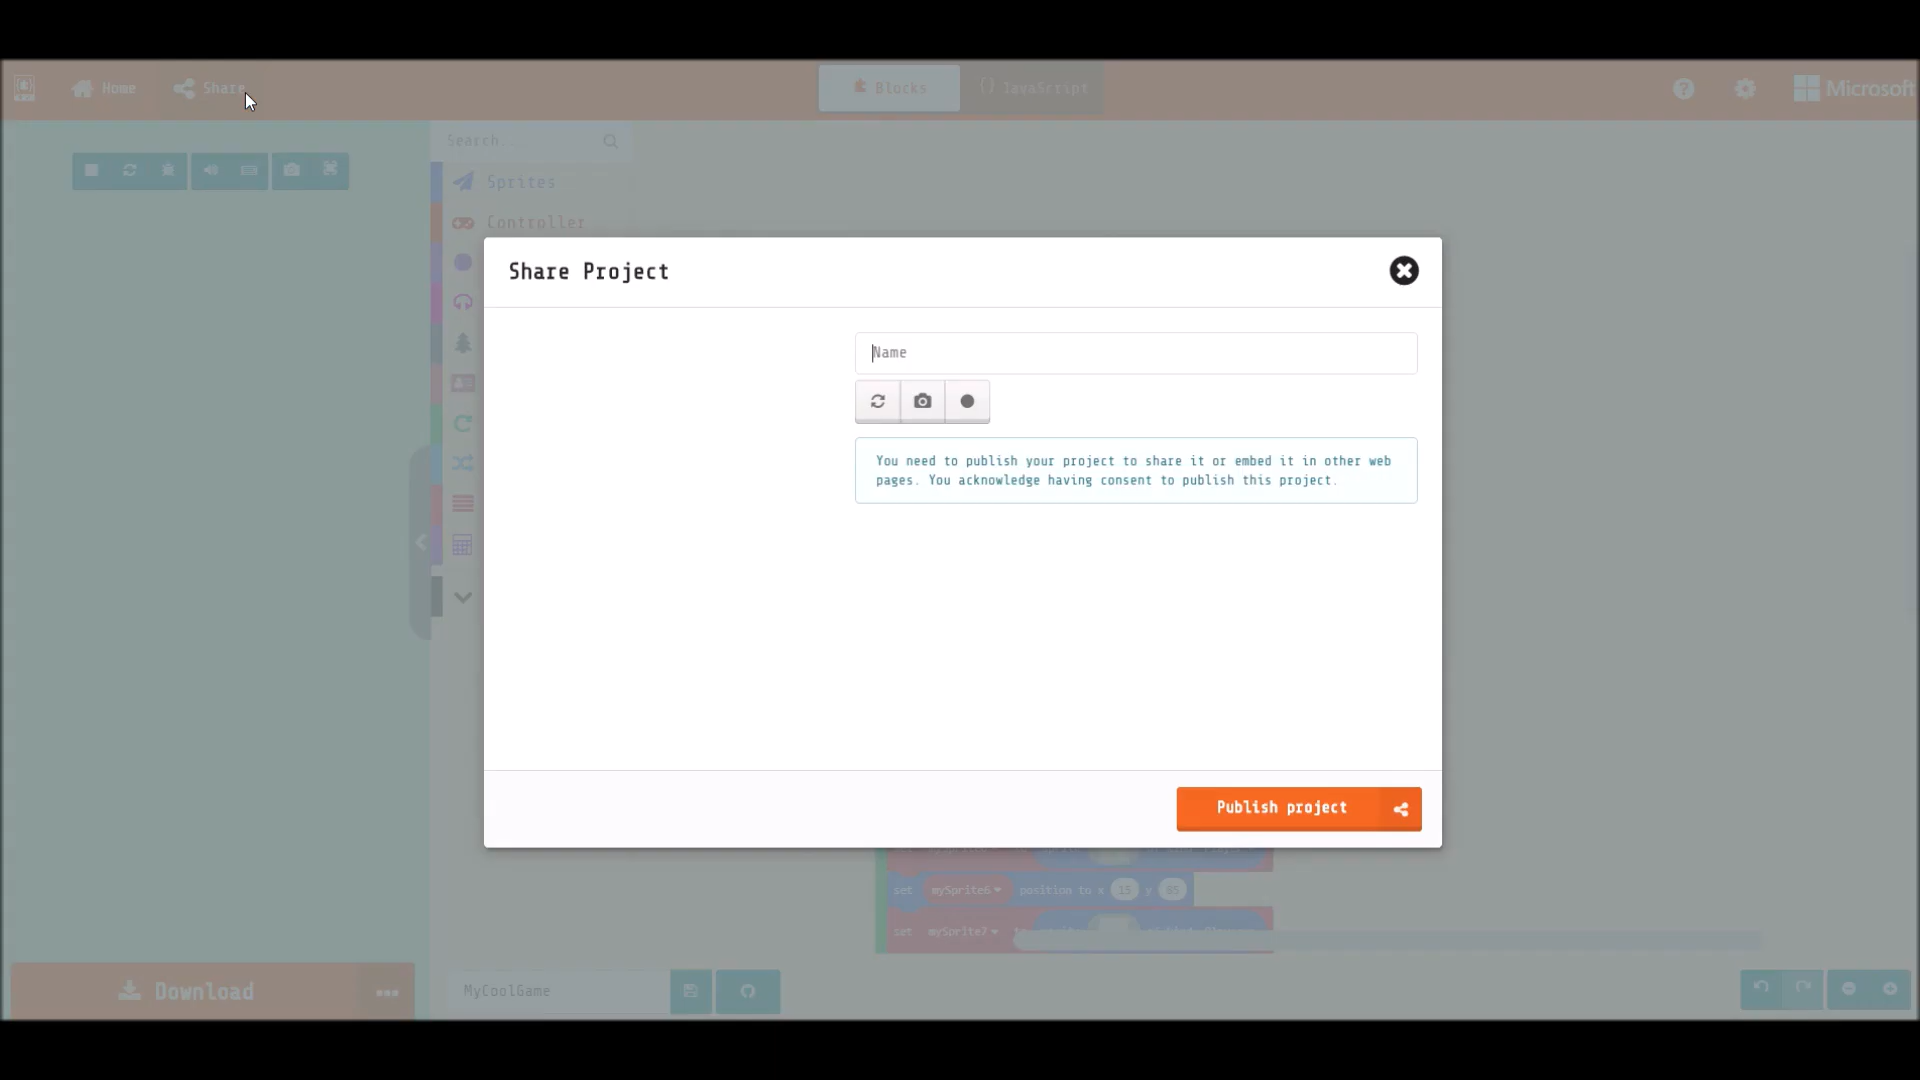 Home
Share
Blocks
{} JavaScript
Microsoft
Search...
Sprites
Controller
Share Project
Name
You need to publish your project to share it or embed it in other web
pages. You acknowledge having consent to publish this project.
Publish project
set mySprite6 position to x 15 y 65
set mySprite7 to
Download
MyCoolGame